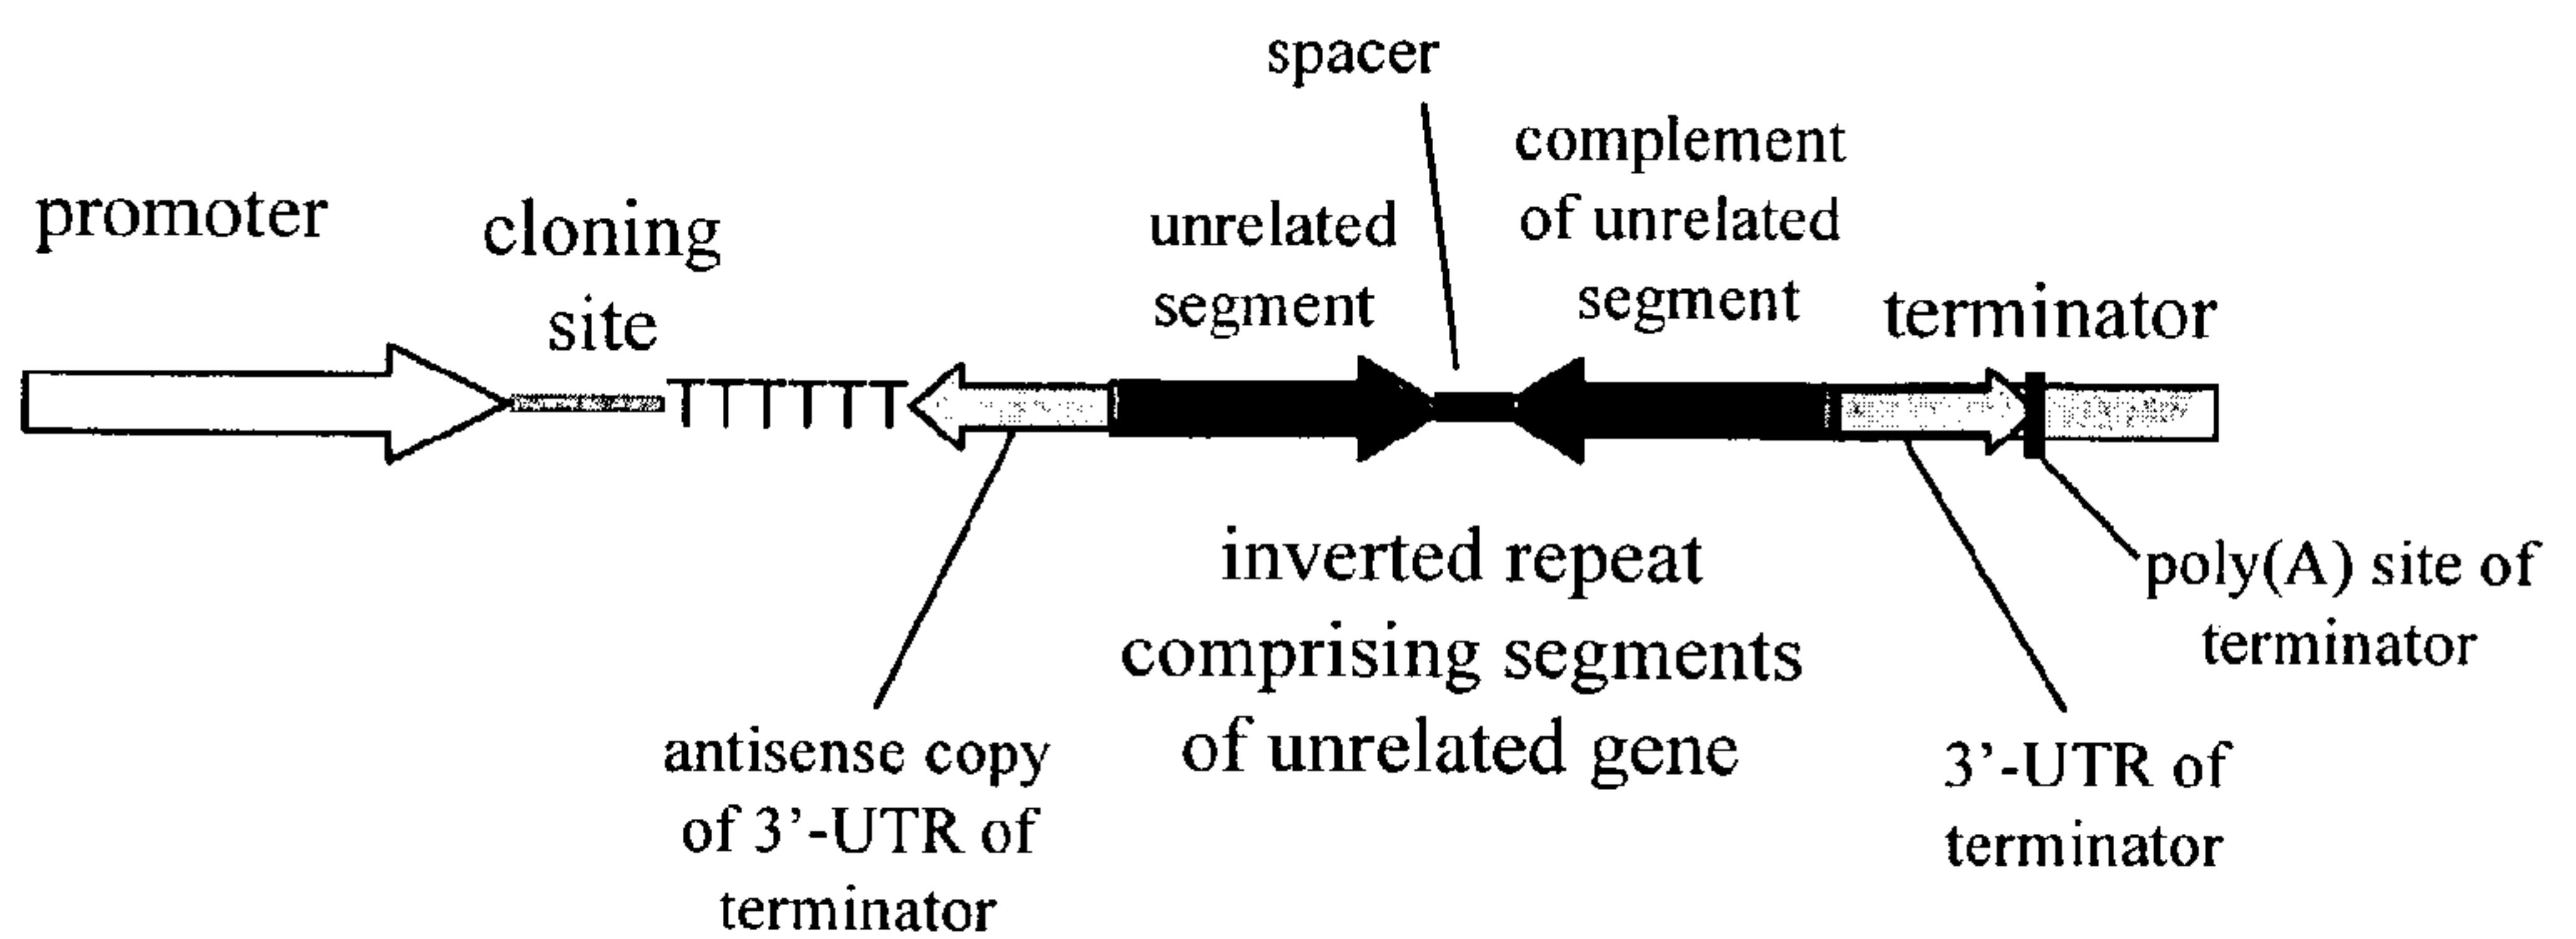 spacer
promoter
cloning
site
unrelated
segment
complement
of unrelated
segment
terminator
TTTTTT
antisense copy
of 3'-UTR of
terminator
inverted repeat
comprising segments
of unrelated gene
3'-UTR of
terminator
poly(A) site of
terminator